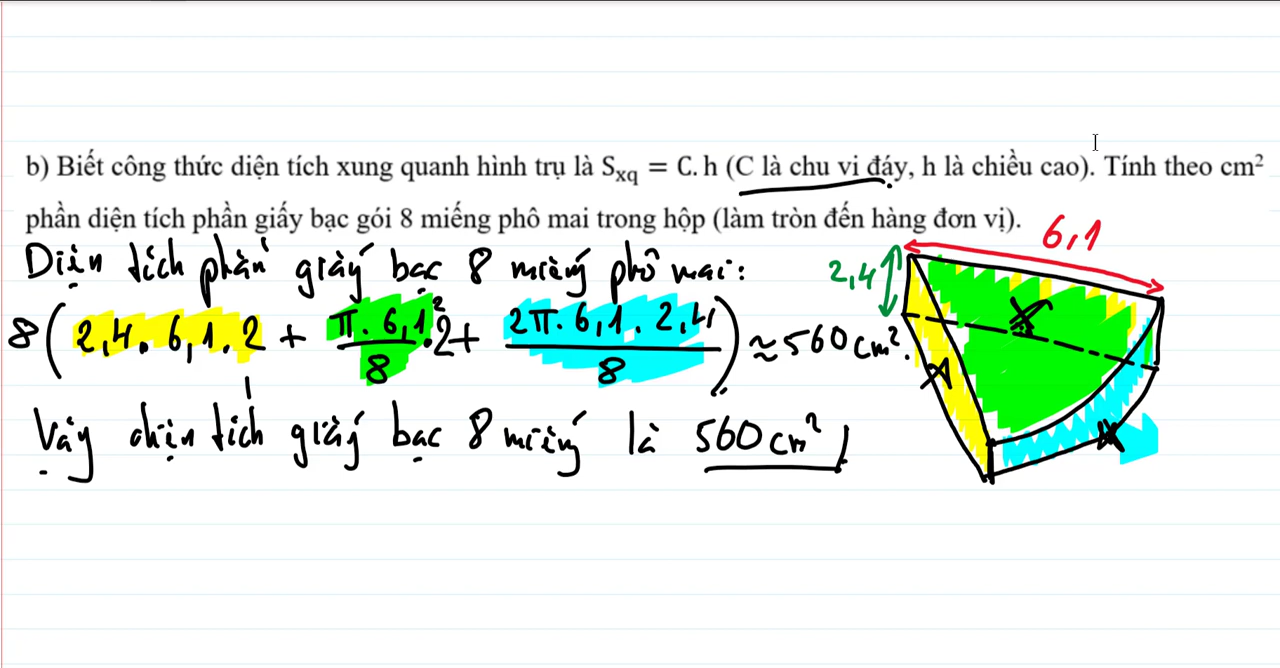 b) Biết công thức diện tích xung quanh hình trụ là Sxq = C. h (C là chu vi đáy, h là chiều cao). Tính theo cm²
phần diện tích phần giấy bạc gói 8 miếng phô mai trong hộp (làm tròn đến hàng đơn vị).
6,1
2,4
Diện tích phần giấy bạc 8 miếng phô mai:
8(2,4. 6,1. 2 + π. 6,1²/8 .2 + 2π. 6,1. 2,4/8) ≈ 560 cm².
Vậy diện tích giấy bạc 8 miếng là 560 cm²